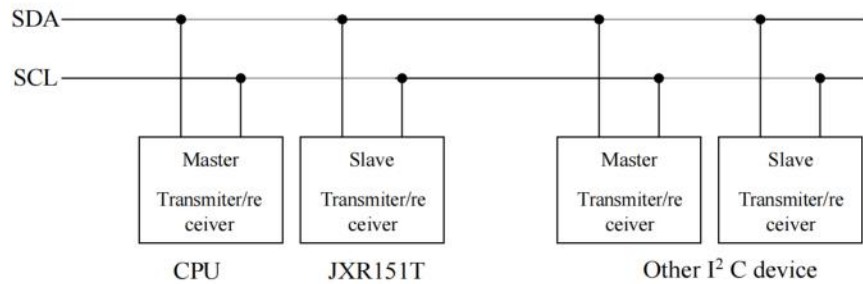 SDA
SCL
Master
Transmiter/re
ceiver
Slave
Transmiter/re
ceiver
Master
Transmiter/re
ceiver
Slave
Transmiter/re
ceiver
CPU
JXR151T
Other I² C device